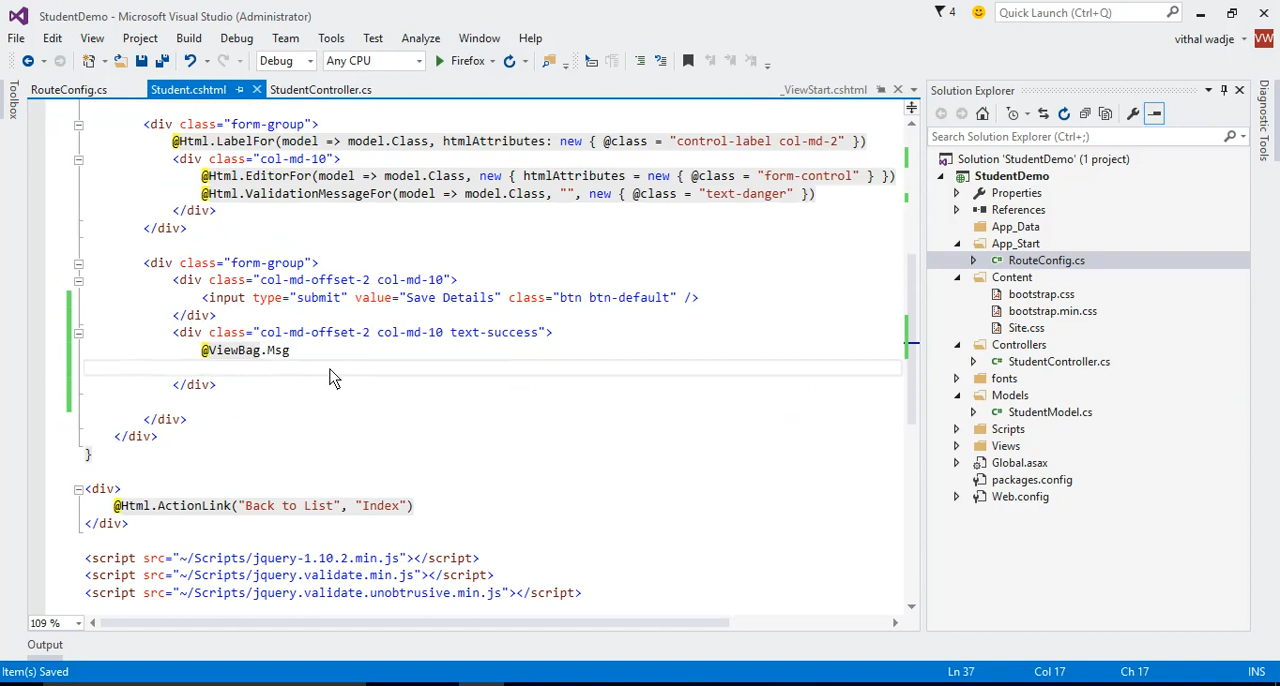 StudentDemo - Microsoft Visual Studio (Administrator)
4
Quick Launch (Ctrl+Q)
File Edit View Project Build Debug Team Tools Test Analyze Window Help
vithal wadje
VW
Debug
Any CPU
Firefox
Toolbox
RouteConfig.cs
Student.cshtml
StudentController.cs
_ViewStart.cshtml
<div class="form-group">
@Html.LabelFor(model => model.Class, htmlAttributes: new { @class = "control-label col-md-2" })
<div class="col-md-10">
@Html.EditorFor(model => model.Class, new { htmlAttributes = new { @class = "form-control" } })
@Html.ValidationMessageFor(model => model.Class, "", new { @class = "text-danger" })
</div>
</div>
<div class="form-group">
<div class="col-md-offset-2 col-md-10">
<input type="submit" value="Save Details" class="btn btn-default" />
</div>
<div class="col-md-offset-2 col-md-10 text-success">
@ViewBag.Msg
</div>
</div>
</div>
}
<div>
@Html.ActionLink("Back to List", "Index")
</div>
<script src="~/Scripts/jquery-1.10.2.min.js"></script>
<script src="~/Scripts/jquery.validate.min.js"></script>
<script src="~/Scripts/jquery.validate.unobtrusive.min.js"></script>
109 %
Solution Explorer
Search Solution Explorer (Ctrl+;)
Solution 'StudentDemo' (1 project)
StudentDemo
Properties
References
App_Data
App_Start
C# RouteConfig.cs
Content
bootstrap.css
bootstrap.min.css
Site.css
Controllers
C# StudentController.cs
fonts
Models
C# StudentModel.cs
Scripts
Views
Global.asax
packages.config
Web.config
Diagnostic Tools
Output
Item(s) Saved
Ln 37
Col 17
Ch 17
INS